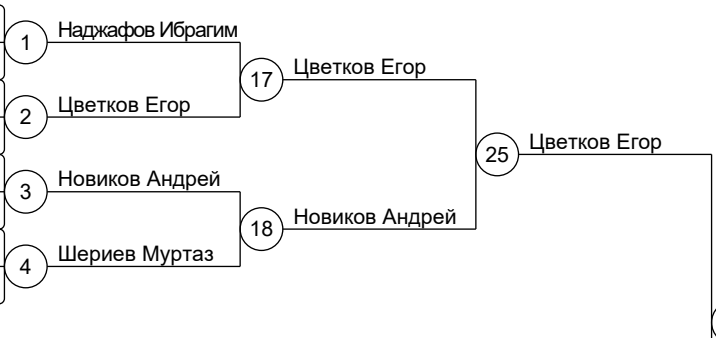 1
Наджафов Ибрагим
17
Цветков Егор
2
Цветков Егор
25
Цветков Егор
3
Новиков Андрей
18
Новиков Андрей
4
Шериев Муртаз